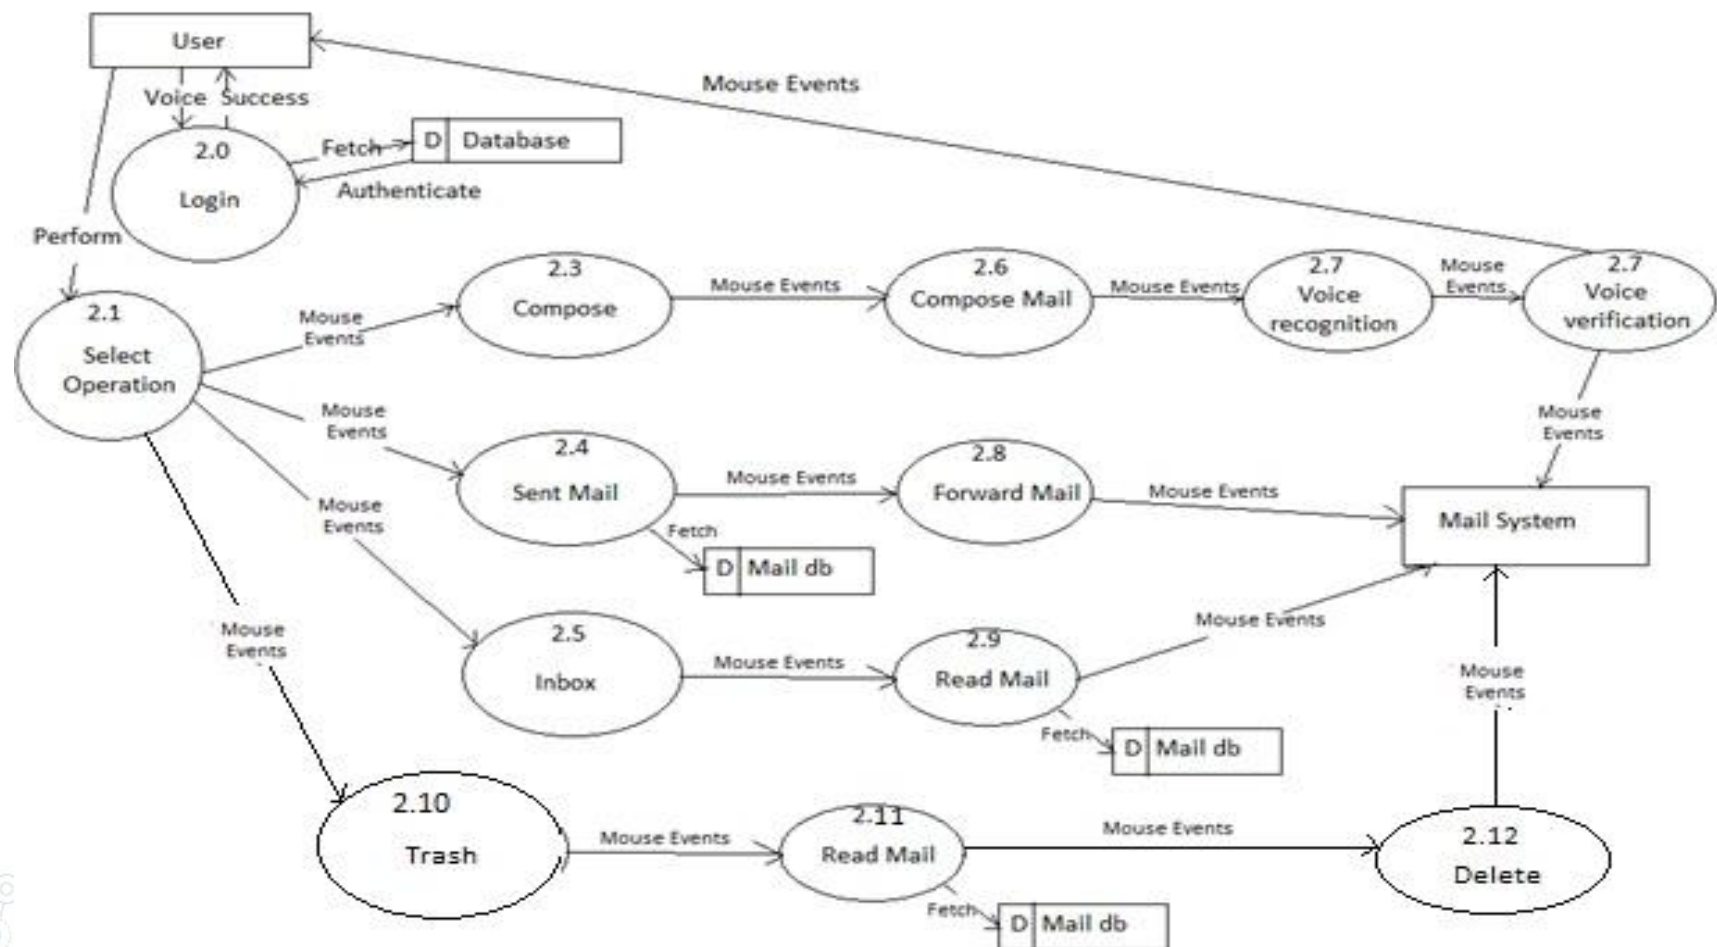 User
Mouse Events
Voice Success
2.0
Login
Fetch
D Database
Authenticate
Perform
2.1
Select
Operation
Mouse
Events
2.3
Compose
Mouse Events
2.6
Compose Mail
Mouse Events
2.7
Voice
recognition
Mouse
Events
2.7
Voice
verification
Mouse
Events
Mouse
Events
2.4
Sent Mail
Mouse Events
2.8
Forward Mail
Mouse Events
Mail System
Fetch
D Mail db
Mouse
Events
2.5
Inbox
Mouse Events
2.9
Read Mail
Mouse Events
Fetch
D Mail db
Mouse
Events
Mouse
Events
2.10
Trash
Mouse Events
2.11
Read Mail
Mouse Events
2.12
Delete
Fetch
D Mail db